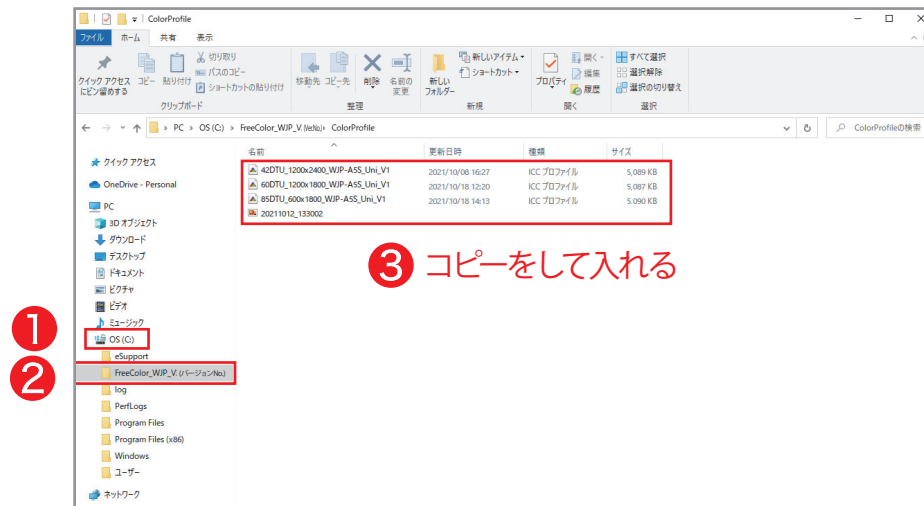 ColorProfile
ファイル ホーム 共有 表示
クイック アクセス
にピン留めする
コピー
貼り付け
切り取り
パスのコピー
ショートカットの貼り付け
クリップボード
移動先
コピー先
削除
名前の
変更
整理
新しい
フォルダー
新しいアイテム
ショートカット
新規
プロパティ
開く
編集
履歴
開く
すべて選択
選択解除
選択の切り替え
選択
PC › OS (C:) › FreeColor_WJP_V. (Ver.No.) › ColorProfile
ColorProfileの検索
名前 更新日時 種類 サイズ
42DTU_1200x2400_WJP-ASS_Uni_V1 2021/10/08 16:27 ICC プロファイル 5,089 KB
60DTU_1200x1800_WJP-ASS_Uni_V1 2021/10/18 12:20 ICC プロファイル 5,087 KB
85DTU_600x1800_WJP-ASS_Uni_V1 2021/10/18 14:13 ICC プロファイル 5.090 KB
20211012_133002
❸ コピーをして入れる
クイック アクセス
OneDrive - Personal
PC
3D オブジェクト
ダウンロード
デスクトップ
ドキュメント
ピクチャ
ビデオ
ミュージック
❶ OS (C:)
eSupport
❷ FreeColor_WJP_V. (バージョンNo.)
log
PerfLogs
Program Files
Program Files (x86)
Windows
ユーザー
ネットワーク